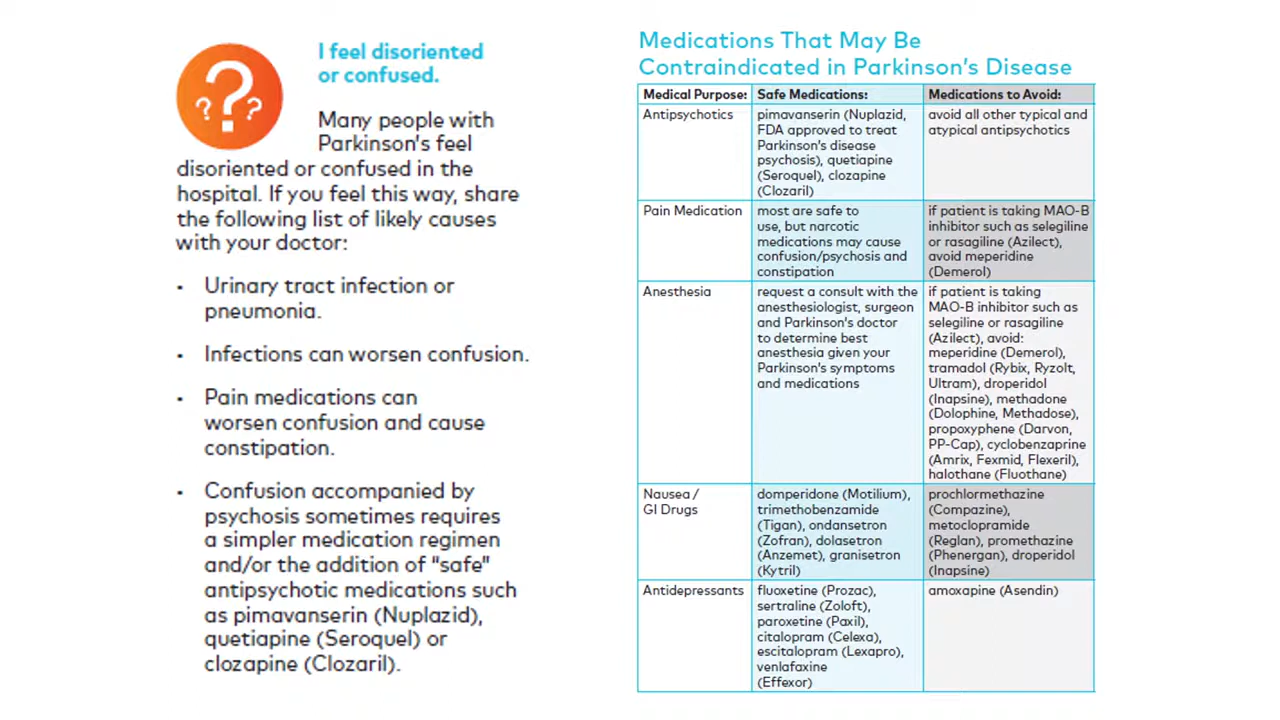 I feel disoriented
or confused.
Many people with
Parkinson's feel
disoriented or confused in the
hospital. If you feel this way, share
the following list of likely causes
with your doctor:
• Urinary tract infection or
pneumonia.
• Infections can worsen confusion.
• Pain medications can
worsen confusion and cause
constipation.
• Confusion accompanied by
psychosis sometimes requires
a simpler medication regimen
and/or the addition of "safe"
antipsychotic medications such
as pimavanserin (Nuplazid),
quetiapine (Seroquel) or
clozapine (Clozaril).
Medications That May Be
Contraindicated in Parkinson's Disease
Medical Purpose: Safe Medications: Medications to Avoid:
Antipsychotics
pimavanserin (Nuplazid,
FDA approved to treat
Parkinson's disease
psychosis), quetiapine
(Seroquel), clozapine
(Clozaril)
avoid all other typical and
atypical antipsychotics
Pain Medication
most are safe to
use, but narcotic
medications may cause
confusion/psychosis and
constipation
if patient is taking MAO-B
inhibitor such as selegiline
or rasagiline (Azilect),
avoid meperidine
(Demerol)
Anesthesia
request a consult with the
anesthesiologist, surgeon
and Parkinson's doctor
to determine best
anesthesia given your
Parkinson's symptoms
and medications
if patient is taking
MAO-B inhibitor such as
selegiline or rasagiline
(Azilect), avoid:
meperidine (Demerol),
tramadol (Rybix, Ryzolt,
Ultram), droperidol
(Inapsine), methadone
(Dolophine, Methadose),
propoxyphene (Darvon,
PP-Cap), cyclobenzaprine
(Amrix, Fexmid, Flexeril),
halothane (Fluothane)
Nausea /
GI Drugs
domperidone (Motilium),
trimethobenzamide
(Tigan), ondansetron
(Zofran), dolasetron
(Anzemet), granisetron
(Kytril)
prochlormethazine
(Compazine),
metoclopramide
(Reglan), promethazine
(Phenergan), droperidol
(Inapsine)
Antidepressants
fluoxetine (Prozac),
sertraline (Zoloft),
paroxetine (Paxil),
citalopram (Celexa),
escitalopram (Lexapro),
venlafaxine
(Effexor)
amoxapine (Asendin)